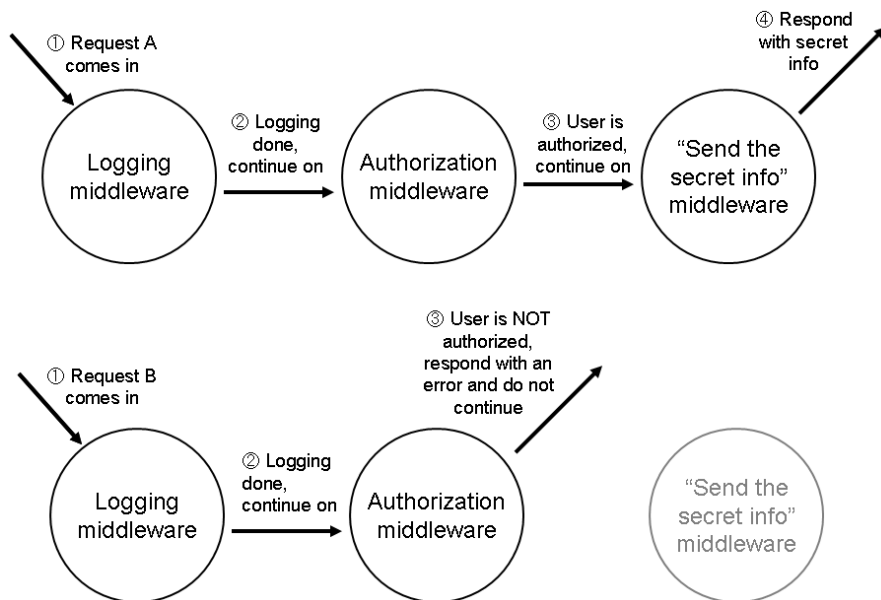 ① Request A
comes in
Logging
middleware
② Logging
done,
continue on
Authorization
middleware
③ User is
authorized,
continue on
“Send the
secret info”
middleware
④ Respond
with secret
info
① Request B
comes in
Logging
middleware
② Logging
done,
continue on
Authorization
middleware
③ User is NOT
authorized,
respond with an
error and do not
continue
“Send the
secret info”
middleware